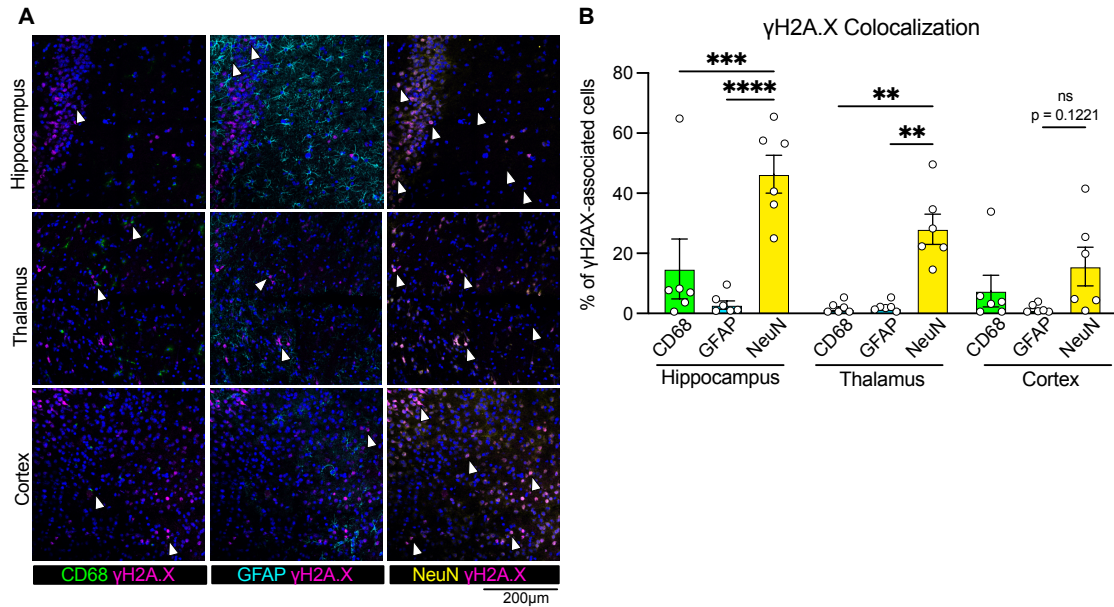 A
Hippocampus
Thalamus
Cortex
CD68 γH2A.X
GFAP γH2A.X
NeuN γH2A.X
200µm
B
γH2A.X Colocalization
% of γH2AX-associated cells
80
60
40
20
0
***
****
**
**
ns
p = 0.1221
CD68 GFAP NeuN CD68 GFAP NeuN CD68 GFAP NeuN
Hippocampus Thalamus Cortex